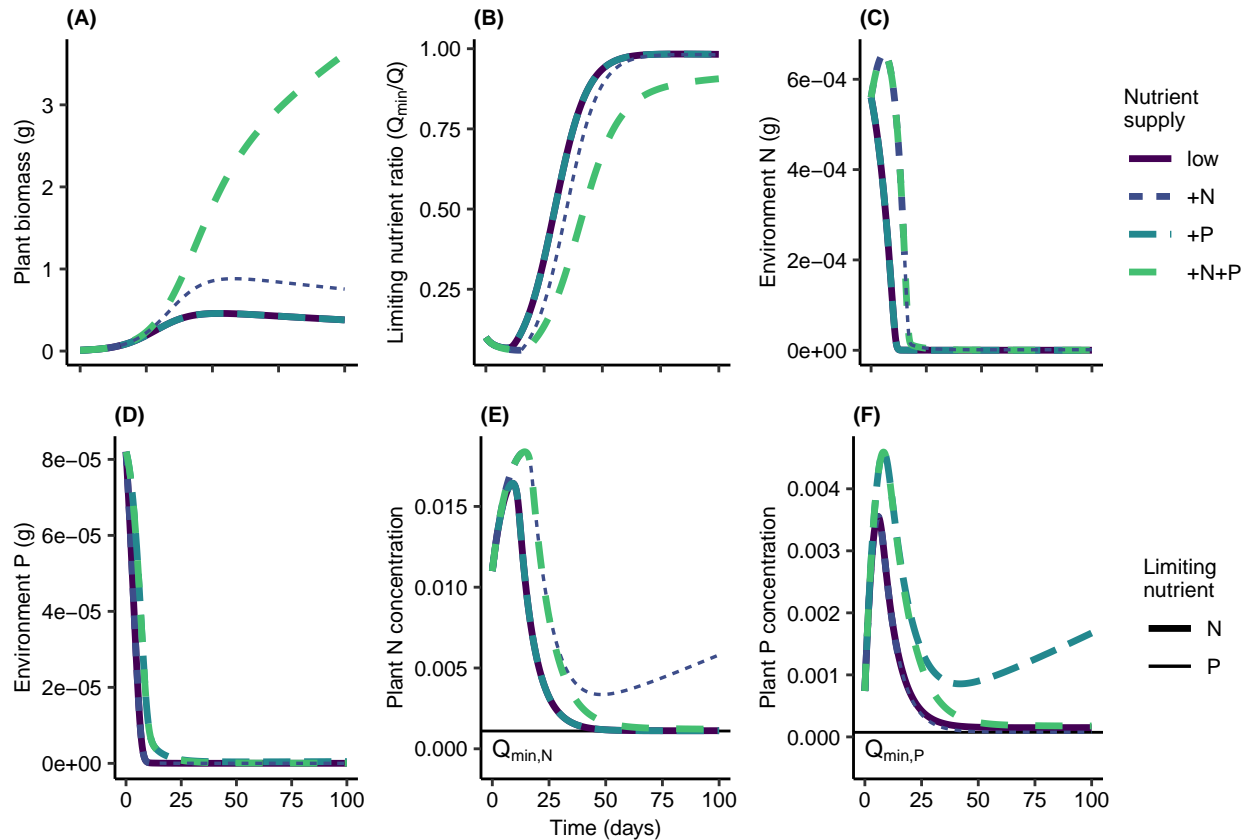 (A)
(B)
(C)
Plant biomass (g)
3
2
1
0
Limiting nutrient ratio (Qmin/Q)
1.00
0.75
0.50
0.25
Environment N (g)
6e−04
4e−04
2e−04
0e+00
Nutrient
supply
low
+N
+P
+N+P
(D)
(E)
(F)
Environment P (g)
8e−05
6e−05
4e−05
2e−05
0e+00
0 25 50 75 100
Plant N concentration
0.015
0.010
0.005
0.000
Qmin,N
0 25 50 75 100
Time (days)
Plant P concentration
0.004
0.003
0.002
0.001
0.000
Qmin,P
0 25 50 75 100
Limiting
nutrient
N
P